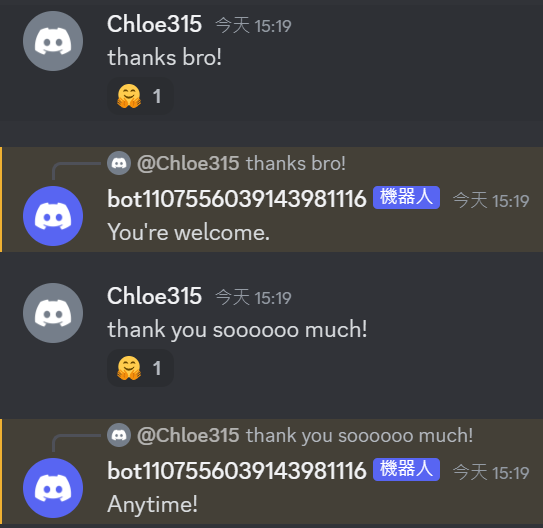 Chloe315 今天 15:19
thanks bro!
🤗 1
@Chloe315 thanks bro!
bot1107556039143981116 機器人 今天 15:19
You're welcome.
Chloe315 今天 15:19
thank you soooooo much!
🤗 1
@Chloe315 thank you soooooo much!
bot1107556039143981116 機器人 今天 15:19
Anytime!